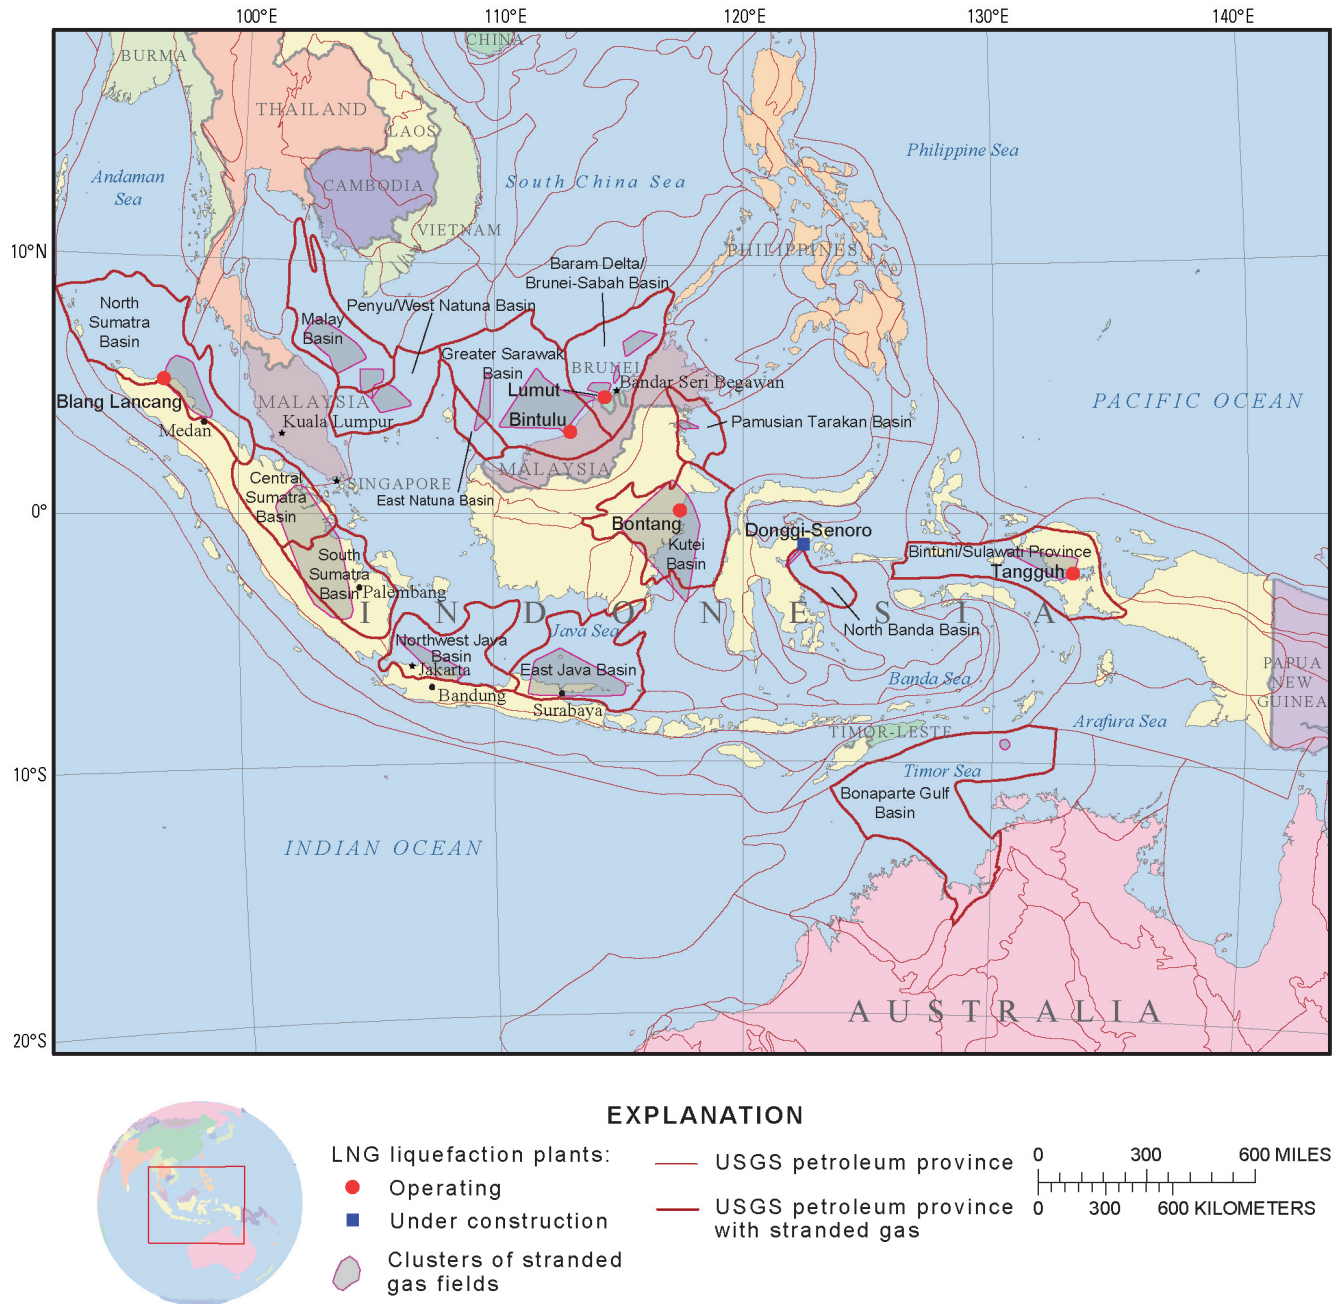 100°E 110°E 120°E 130°E 140°E
CHINA
BURMA
THAILAND
LAOS
Philippine Sea
Andaman
Sea
CAMBODIA
South China Sea
VIETNAM
10°N
PHILIPPINES
Baram Delta/
Brunei-Sabah Basin
North
Sumatra
Basin
Penyu/West Natuna Basin
Malay
Basin
Greater Sarawak
Basin
BRUNEI
Lumut
Bandar Seri Begawan
Blang Lancang
MALAYSIA
PACIFIC OCEAN
Bintulu
Kuala Lumpur
Pamusian Tarakan Basin
Medan
MALAYSIA
Central
Sumatra
Basin
SINGAPORE
East Natuna Basin
0°
Bontang
Donggi-Senoro
Kutei
Basin
Bintuni/Sulawati Province
Tangguh
South
Sumatra
Basin
Palembang
INDONESIA
North Banda Basin
Java Sea
Northwest Java
Basin
Jakarta
East Java Basin
Banda Sea
PAPUA
NEW
GUINEA
Bandung
Surabaya
Arafura Sea
TIMOR-LESTE
10°S
Timor Sea
Bonaparte Gulf
Basin
INDIAN OCEAN
AUSTRALIA
20°S
EXPLANATION
LNG liquefaction plants:
Operating
Under construction
Clusters of stranded
gas fields
USGS petroleum province
USGS petroleum province
with stranded gas
0 300 600 MILES
0 300 600 KILOMETERS